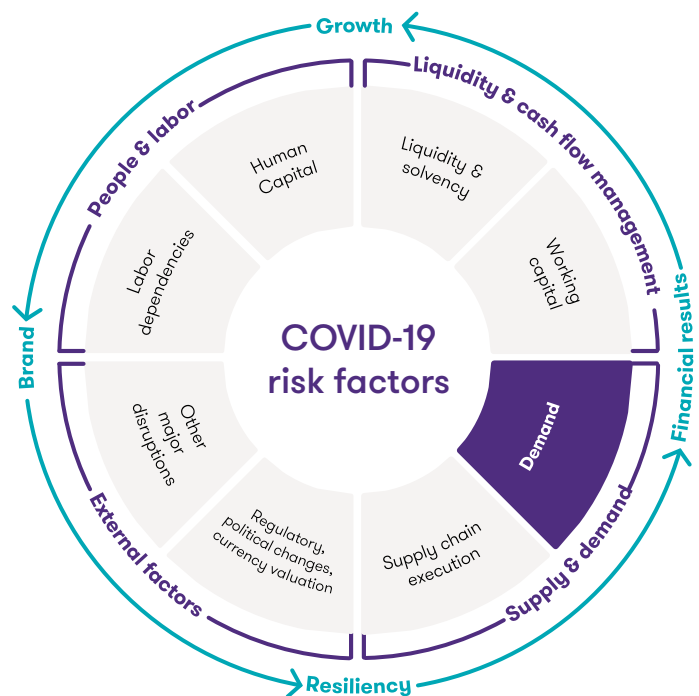 Growth
Liquidity & cash flow management
People & labor
Human
Capital
Liquidity &
solvency
Labor
dependencies
Working
capital
COVID-19
risk factors
Brand
Financial results
Other
major
disruptions
Demand
Regulatory,
political changes,
currency valuation
Supply chain
execution
External factors
Supply & demand
Resiliency